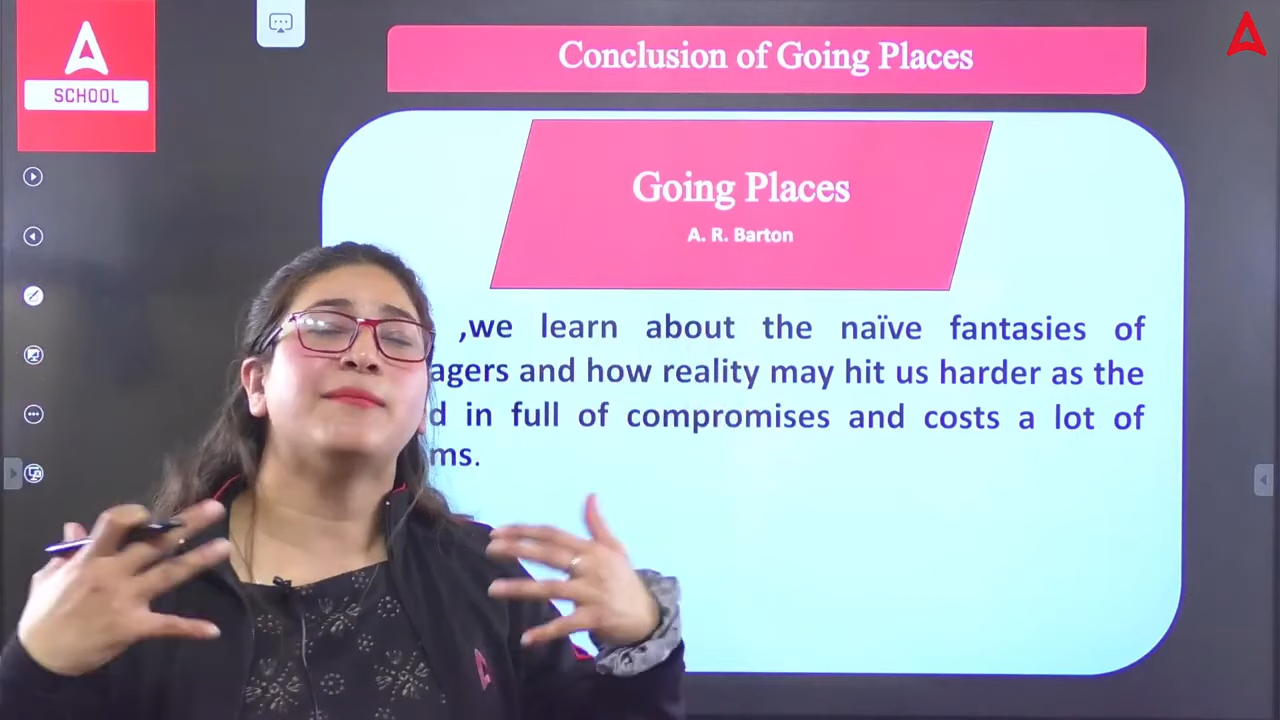 SCHOOL
Conclusion of Going Places
Going Places
A. R. Barton
,we learn about the naïve fantasies of
agers and how reality may hit us harder as the
d in full of compromises and costs a lot of
ms.